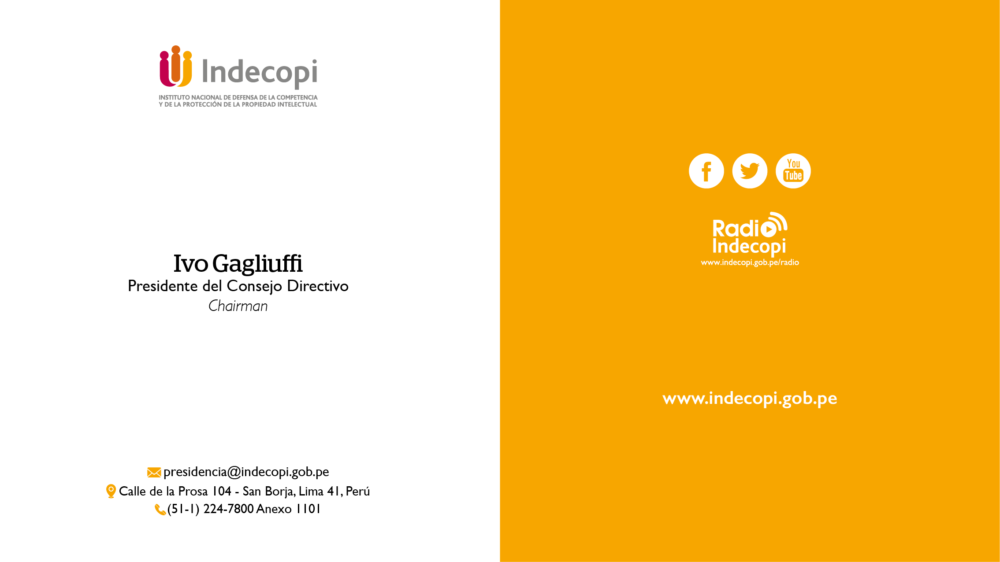 Indecopi
INSTITUTO NACIONAL DE DEFENSA DE LA COMPETENCIA
Y DE LA PROTECCIÓN DE LA PROPIEDAD INTELECTUAL
Ivo Gagliuffi
Presidente del Consejo Directivo
Chairman
presidencia@indecopi.gob.pe
Calle de la Prosa 104 - San Borja, Lima 41, Perú
(51-1) 224-7800 Anexo 1101
f
You
Tube
Radio
Indecopi
www.indecopi.gob.pe/radio
www.indecopi.gob.pe